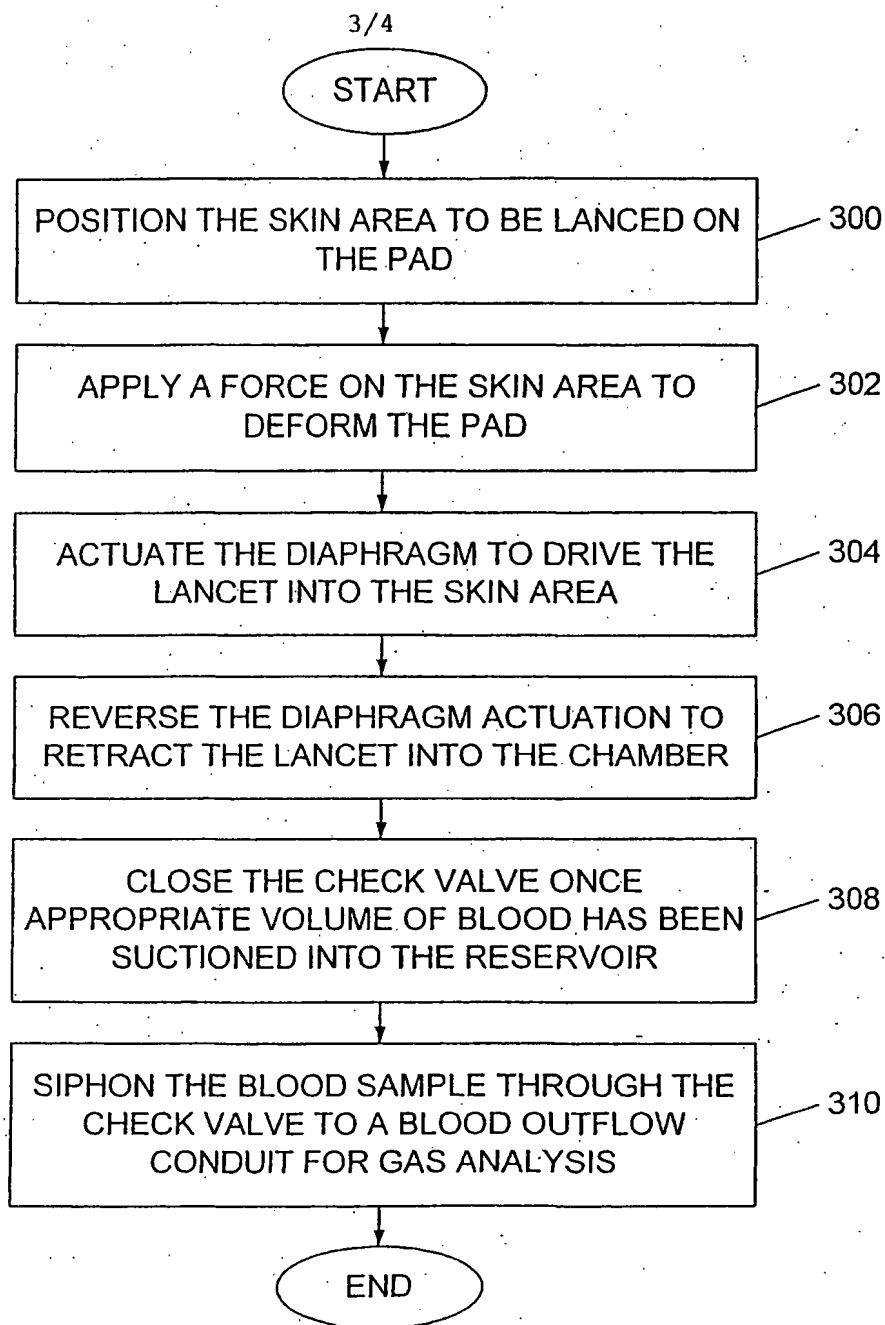 3/4
START
POSITION THE SKIN AREA TO BE LANCED ON
THE PAD
300
APPLY A FORCE ON THE SKIN AREA TO
DEFORM THE PAD
302
ACTUATE THE DIAPHRAGM TO DRIVE THE
LANCET INTO THE SKIN AREA
304
REVERSE THE DIAPHRAGM ACTUATION TO
RETRACT THE LANCET INTO THE CHAMBER
306
CLOSE THE CHECK VALVE ONCE
APPROPRIATE VOLUME OF BLOOD HAS BEEN
SUCTIONED INTO THE RESERVOIR
308
SIPHON THE BLOOD SAMPLE THROUGH THE
CHECK VALVE TO A BLOOD OUTFLOW
CONDUIT FOR GAS ANALYSIS
310
END